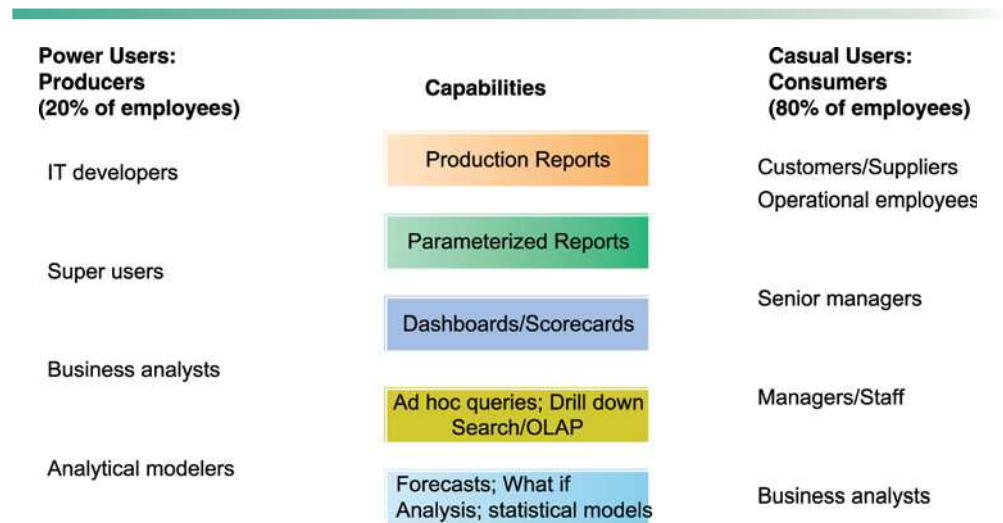 Power Users:
Producers
(20% of employees)
IT developers
Super users
Business analysts
Analytical modelers
Capabilities
Production Reports
Parameterized Reports
Dashboards/Scorecards
Ad hoc queries; Drill down
Search/OLAP
Forecasts; What if
Analysis; statistical models
Casual Users:
Consumers
(80% of employees)
Customers/Suppliers
Operational employees
Senior managers
Managers/Staff
Business analysts